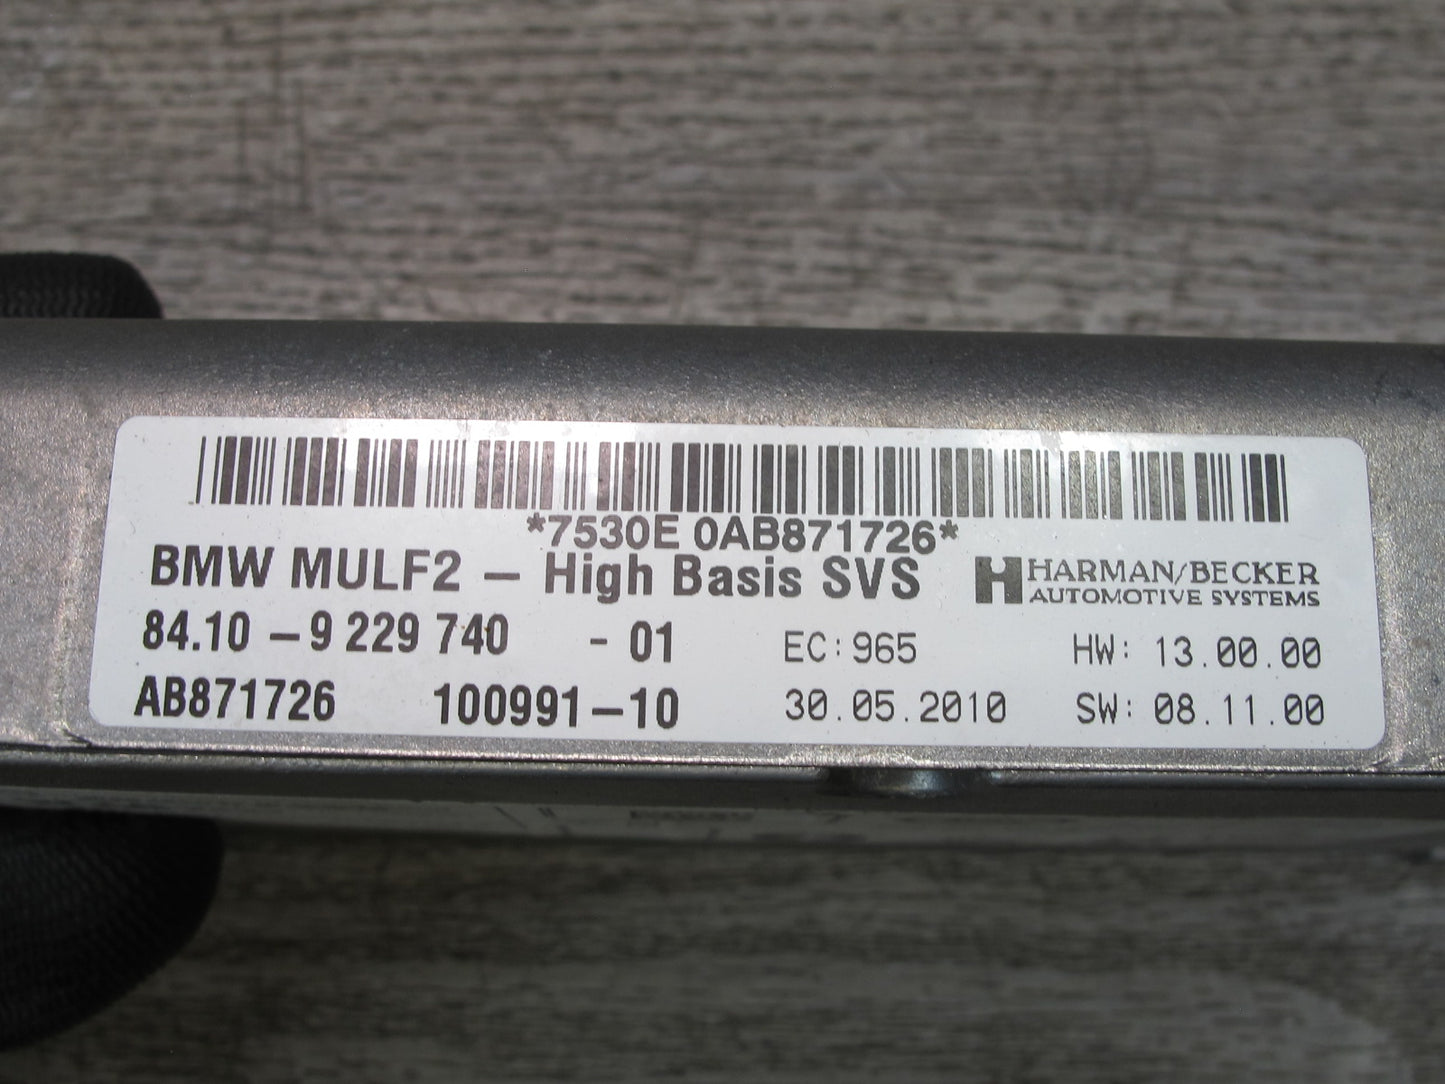 *7530E 0AB871726*
BMW MULF2 – High Basis SVS
HARMAN/BECKER
AUTOMOTIVE SYSTEMS
84.10 –9 229 740 - 01 EC:965 HW: 13.00.00
AB871726 100991–10 30.05.2010 SW: 08.11.00